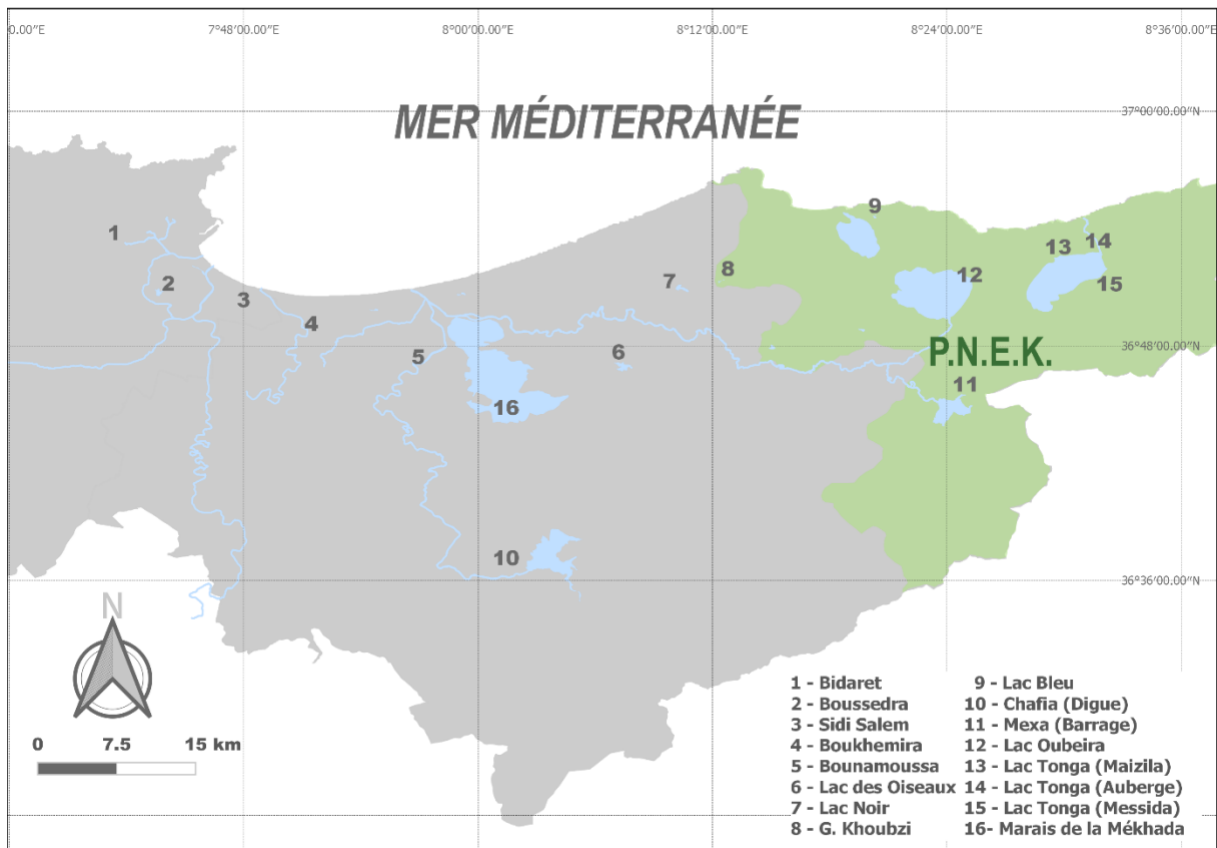 0.00″E 7°48′00.00″E 8°00′00.00″E 8°12′00.00″E 8°24′00.00″E 8°36′00.00″E
37°00′00.00″N
MER MÉDITERRANÉE
9
1
13 14
8
12
2
7
15
3
4
36°48′00.00″N
5
6
P.N.E.K.
11
16
10
36°36′00.00″N
N
0 7.5 15 km
1 - Bidaret
2 - Boussedra
3 - Sidi Salem
4 - Boukhemira
5 - Bounamoussa
6 - Lac des Oiseaux
7 - Lac Noir
8 - G. Khoubzi
9 - Lac Bleu
10 - Chafia (Digue)
11 - Mexa (Barrage)
12 - Lac Oubeira
13 - Lac Tonga (Maizila)
14 - Lac Tonga (Auberge)
15 - Lac Tonga (Messida)
16- Marais de la Mékhada